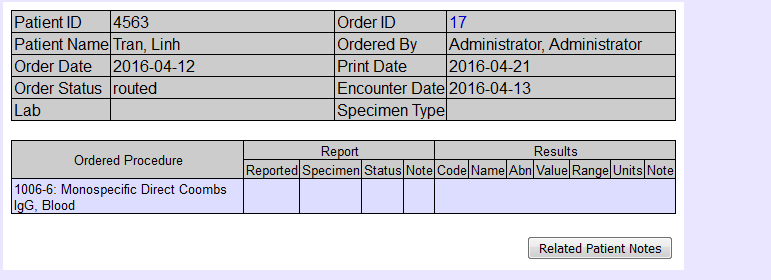 Patient ID 4563 Order ID 17
Patient Name Tran, Linh Ordered By Administrator, Administrator
Order Date 2016-04-12 Print Date 2016-04-21
Order Status routed Encounter Date 2016-04-13
Lab Specimen Type
Ordered Procedure Report Results
Reported Specimen Status Note Code Name Abn Value Range Units Note
1006-6: Monospecific Direct Coombs
IgG, Blood
Related Patient Notes